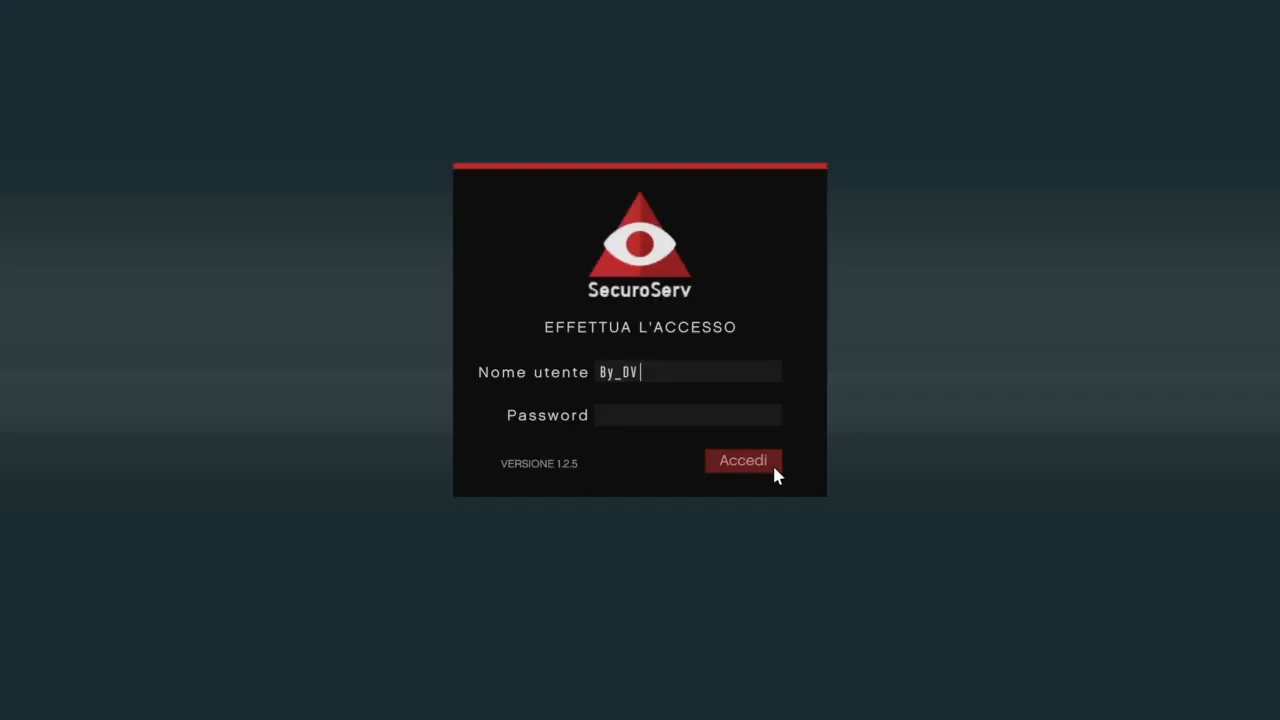 SecuroServ
EFFETTUA L'ACCESSO
Nome utente By_DV
Password
VERSIONE 1.2.5 Accedi